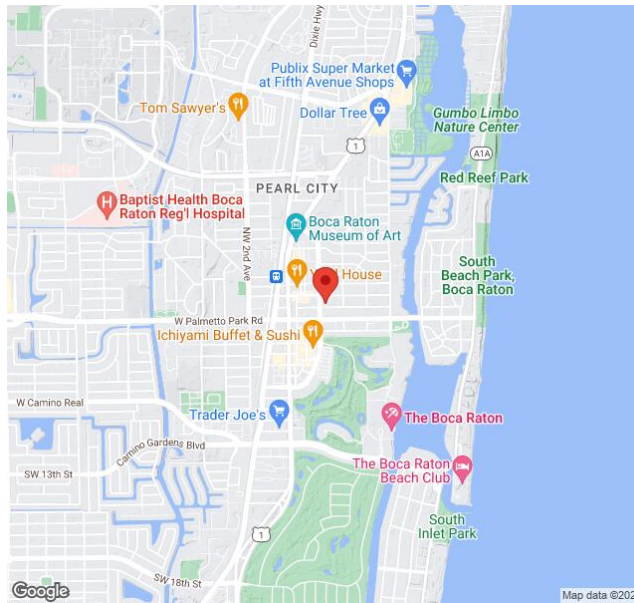 Dixie Hwy
Publix Super Market
at Fifth Avenue Shops
Tom Sawyer's
Dollar Tree
Gumbo Limbo
Nature Center
1
A1A
Red Reef Park
PEARL CITY
H
Baptist Health Boca
Raton Reg'l Hospital
Boca Raton
Museum of Art
NW 2nd Ave
South
Beach Park,
Boca Raton
House
W Palmetto Park Rd
Ichiyami Buffet & Sushi
W Camino Real
Trader Joe's
The Boca Raton
Camino Gardens Blvd
The Boca Raton
Beach Club
SW 13th St
South
Inlet Park
1
SW 18th St
Google
Map data ©202